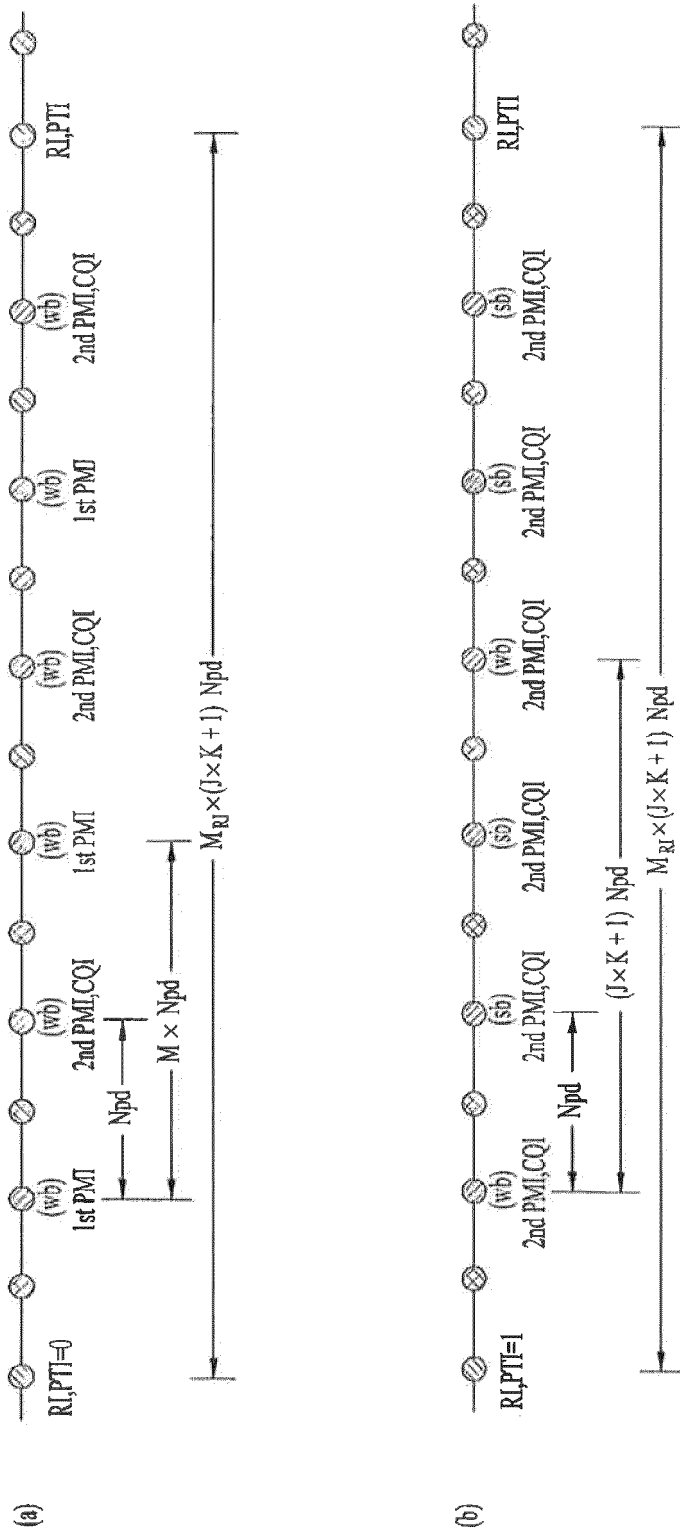 (a)
RI,PTI=0
(wb)
1st PMI
(wb)
2nd PMI,CQI
(wb)
1st PMI
(wb)
2nd PMI,CQI
(wb)
1st PMI
(wb)
2nd PMI,CQI
RI,PTI
Npd
M × Npd
M_RI × (J × K + 1) Npd
(b)
RI,PTI=1
(wb)
2nd PMI,CQI
(sb)
2nd PMI,CQI
(sb)
2nd PMI,CQI
(wb)
2nd PMI,CQI
(sb)
2nd PMI,CQI
(sb)
2nd PMI,CQI
RI,PTI
Npd
(J × K + 1) Npd
M_RI × (J × K + 1) Npd